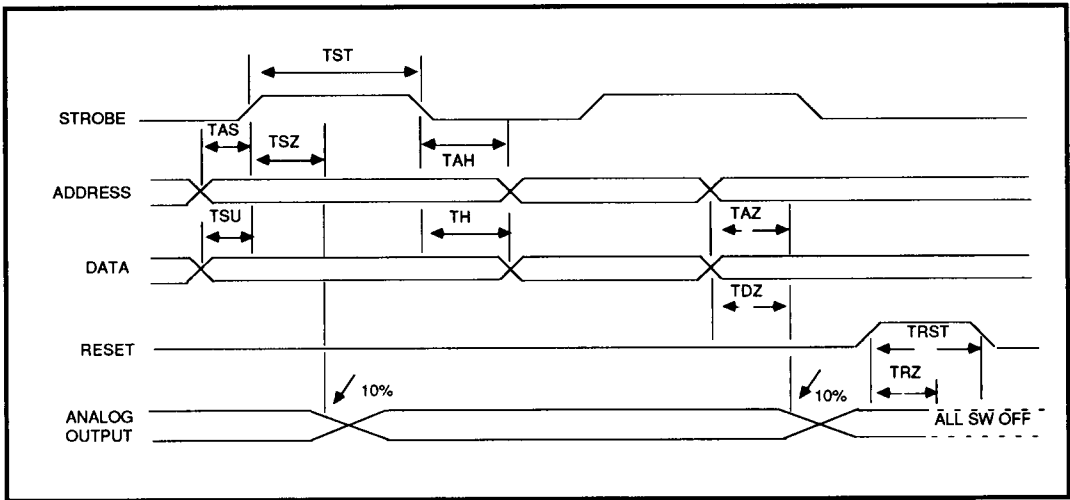 TST
STROBE
TAS
TSZ
TAH
ADDRESS
TSU
TH
TAZ
DATA
TDZ
RESET
TRST
TRZ
10%
10%
ANALOG
OUTPUT
ALL SW OFF